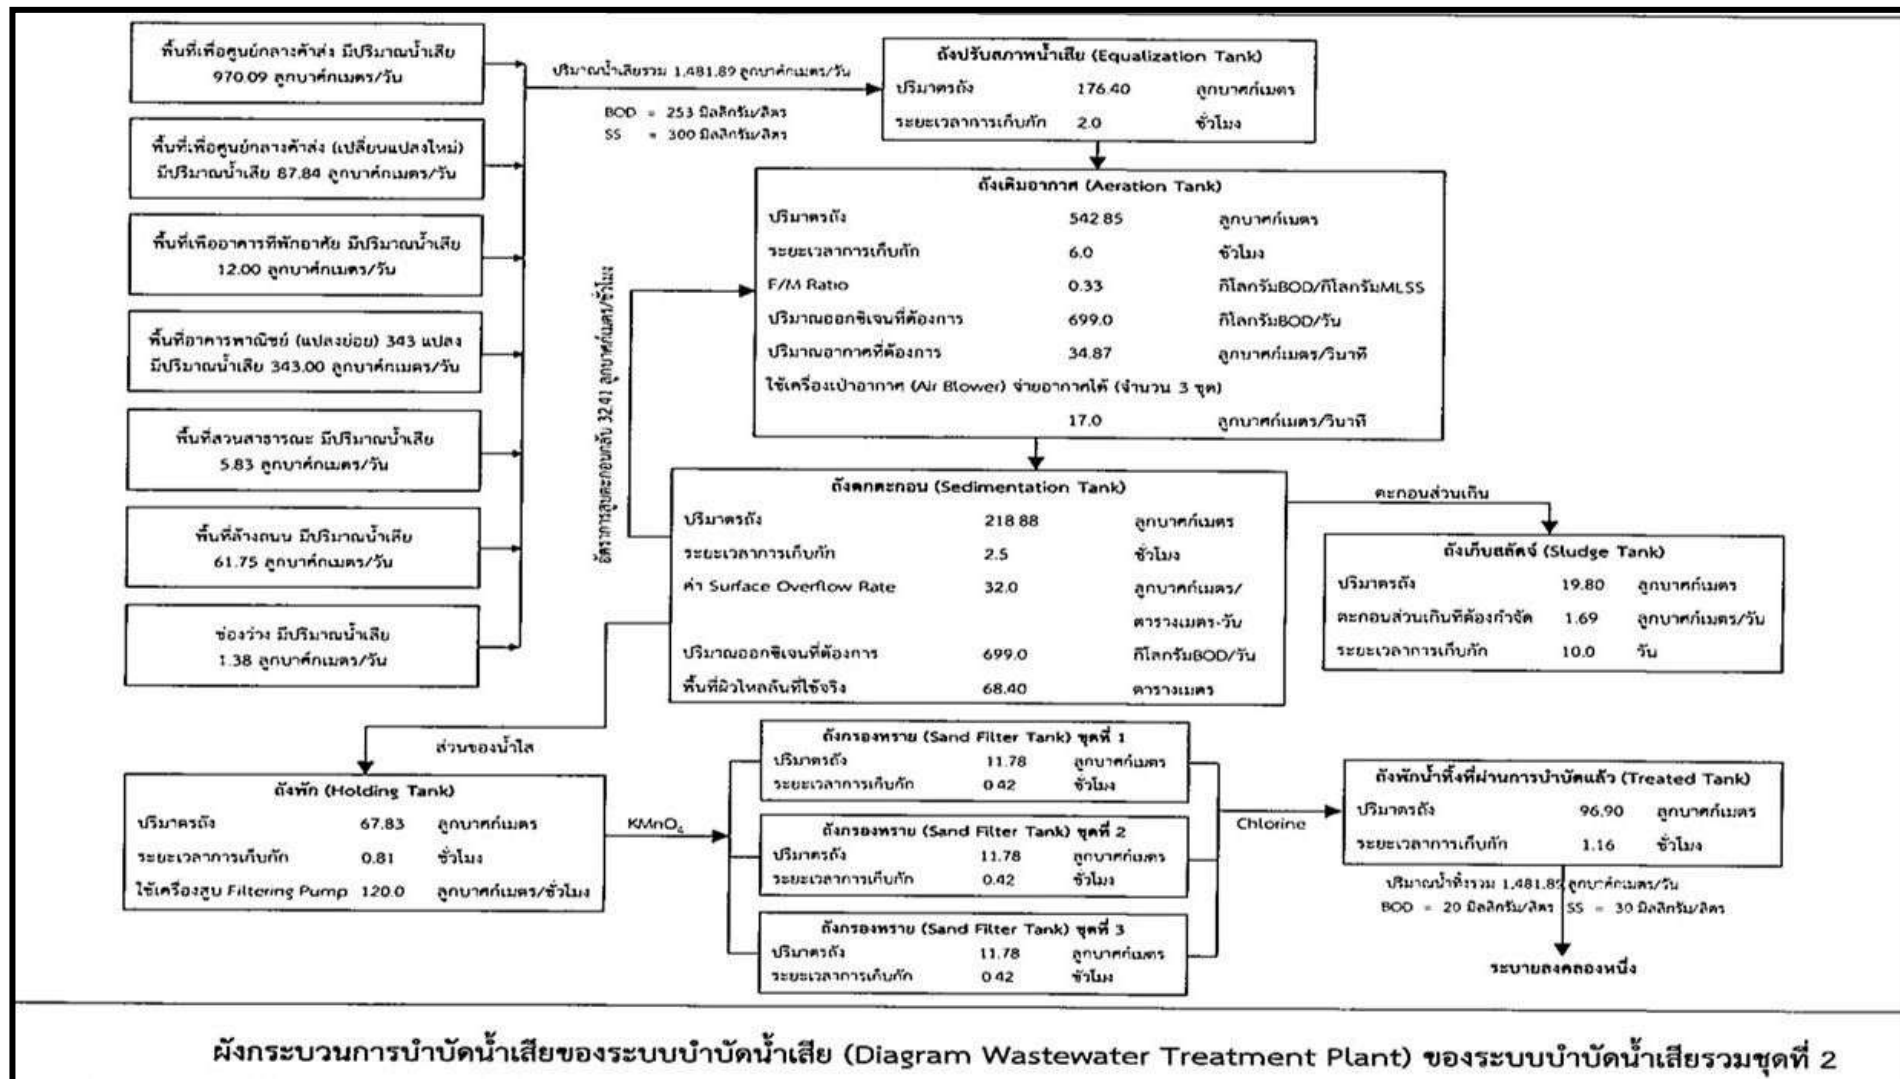 พื้นที่เพื่อศูนย์กลางค้าส่ง มีปริมาณน้ำเสีย
970.09 ลูกบาศ์กเมตร/วัน
พื้นที่เพื่อศูนย์กลางค้าส่ง (เปลี่ยนแปลงใหม่)
มีปริมาณน้ำเสีย 87.84 ลูกบาศ์กเมตร/วัน
พื้นที่เพื่ออาคารที่พักอาศัย มีปริมาณน้ำเสีย
12.00 ลูกบาศ์กเมตร/วัน
พื้นที่อาคารพาณิชย์ (แปลงย่อย) 343 แปลง
มีปริมาณน้ำเสีย 343.00 ลูกบาศ์กเมตร/วัน
พื้นที่สวนสาธารณะ มีปริมาณน้ำเสีย
5.83 ลูกบาศ์กเมตร/วัน
พื้นที่ล้างถนน มีปริมาณน้ำเสีย
61.75 ลูกบาศ์กเมตร/วัน
ช่องว่าง มีปริมาณน้ำเสีย
1.38 ลูกบาศ์กเมตร/วัน
ปริมาณน้ำเสียรวม 1,481.89 ลูกบาศ์กเมตร/วัน
BOD = 253 มิลลิกรัม/ลิตร
SS = 300 มิลลิกรัม/ลิตร
ถังปรับสภาพน้ำเสีย (Equalization Tank)
ปริมาตรถัง 176.40 ลูกบาศก์เมตร
ระยะเวลาการเก็บกัก 2.0 ชั่วโมง
ถังเติมอากาศ (Aeration Tank)
ปริมาตรถัง 542.85 ลูกบาศก์เมตร
ระยะเวลาการเก็บกัก 6.0 ชั่วโมง
F/M Ratio 0.33 กิโลกรัมBOD/กิโลกรัมMLSS
ปริมาณออกซิเจนที่ต้องการ 699.0 กิโลกรัมBOD/วัน
ปริมาณอากาศที่ต้องการ 34.87 ลูกบาศก์เมตร/วินาที
ใช้เครื่องเป่าอากาศ (Air Blower) จ่ายอากาศได้ (จำนวน 3 ชุด)
17.0 ลูกบาศก์เมตร/วินาที
อัตราการสูบตะกอนกลับ 32.41 ลูกบาศก์เมตร/ชั่วโมง
ถังตกตะกอน (Sedimentation Tank)
ปริมาตรถัง 218.88 ลูกบาศก์เมตร
ระยะเวลาการเก็บกัก 2.5 ชั่วโมง
ค่า Surface Overflow Rate 32.0 ลูกบาศก์เมตร/
ตารางเมตร-วัน
ปริมาณออกซิเจนที่ต้องการ 699.0 กิโลกรัมBOD/วัน
พื้นที่ผิวไหลล้นที่ใช้จริง 68.40 ตารางเมตร
ตะกอนส่วนเกิน
ถังเก็บสลัดจ์ (Sludge Tank)
ปริมาตรถัง 19.80 ลูกบาศก์เมตร
ตะกอนส่วนเกินที่ต้องกำจัด 1.69 ลูกบาศก์เมตร/วัน
ระยะเวลาการเก็บกัก 10.0 วัน
ส่วนของน้ำใส
ถังพัก (Holding Tank)
ปริมาตรถัง 67.83 ลูกบาศก์เมตร
ระยะเวลาการเก็บกัก 0.81 ชั่วโมง
ใช้เครื่องสูบ Filtering Pump 120.0 ลูกบาศก์เมตร/ชั่วโมง
KMnO₄
ถังกรองทราย (Sand Filter Tank) ชุดที่ 1
ปริมาตรถัง 11.78 ลูกบาศก์เมตร
ระยะเวลาการเก็บกัก 0.42 ชั่วโมง
ถังกรองทราย (Sand Filter Tank) ชุดที่ 2
ปริมาตรถัง 11.78 ลูกบาศก์เมตร
ระยะเวลาการเก็บกัก 0.42 ชั่วโมง
ถังกรองทราย (Sand Filter Tank) ชุดที่ 3
ปริมาตรถัง 11.78 ลูกบาศก์เมตร
ระยะเวลาการเก็บกัก 0.42 ชั่วโมง
Chlorine
ถังพักน้ำทิ้งที่ผ่านการบำบัดแล้ว (Treated Tank)
ปริมาตรถัง 96.90 ลูกบาศก์เมตร
ระยะเวลาการเก็บกัก 1.16 ชั่วโมง
ปริมาณน้ำทิ้งรวม 1,481.89 ลูกบาศ์กเมตร/วัน
BOD = 20 มิลลิกรัม/ลิตร SS = 30 มิลลิกรัม/ลิตร
ระบายลงคลองหนึ่ง
ผังกระบวนการบำบัดน้ำเสียของระบบบำบัดน้ำเสีย (Diagram Wastewater Treatment Plant) ของระบบบำบัดน้ำเสียรวมชุดที่ 2